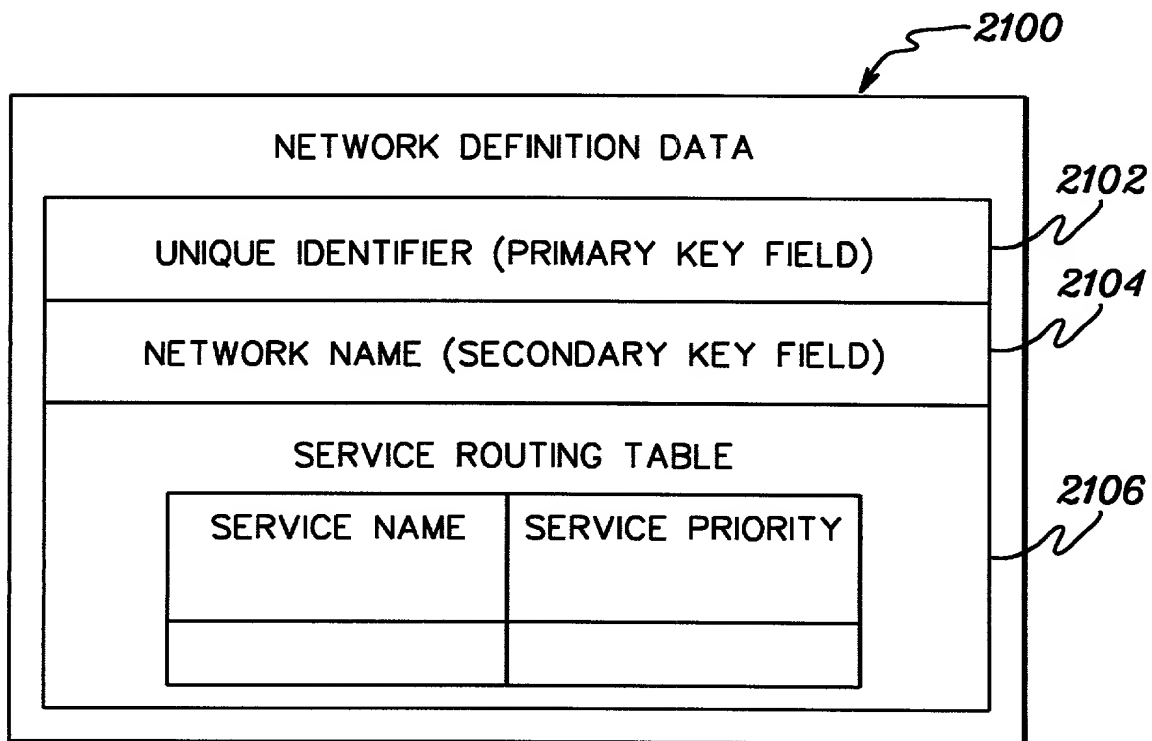 2100
NETWORK DEFINITION DATA
2102
UNIQUE IDENTIFIER (PRIMARY KEY FIELD)
2104
NETWORK NAME (SECONDARY KEY FIELD)
SERVICE ROUTING TABLE
2106
SERVICE NAME SERVICE PRIORITY